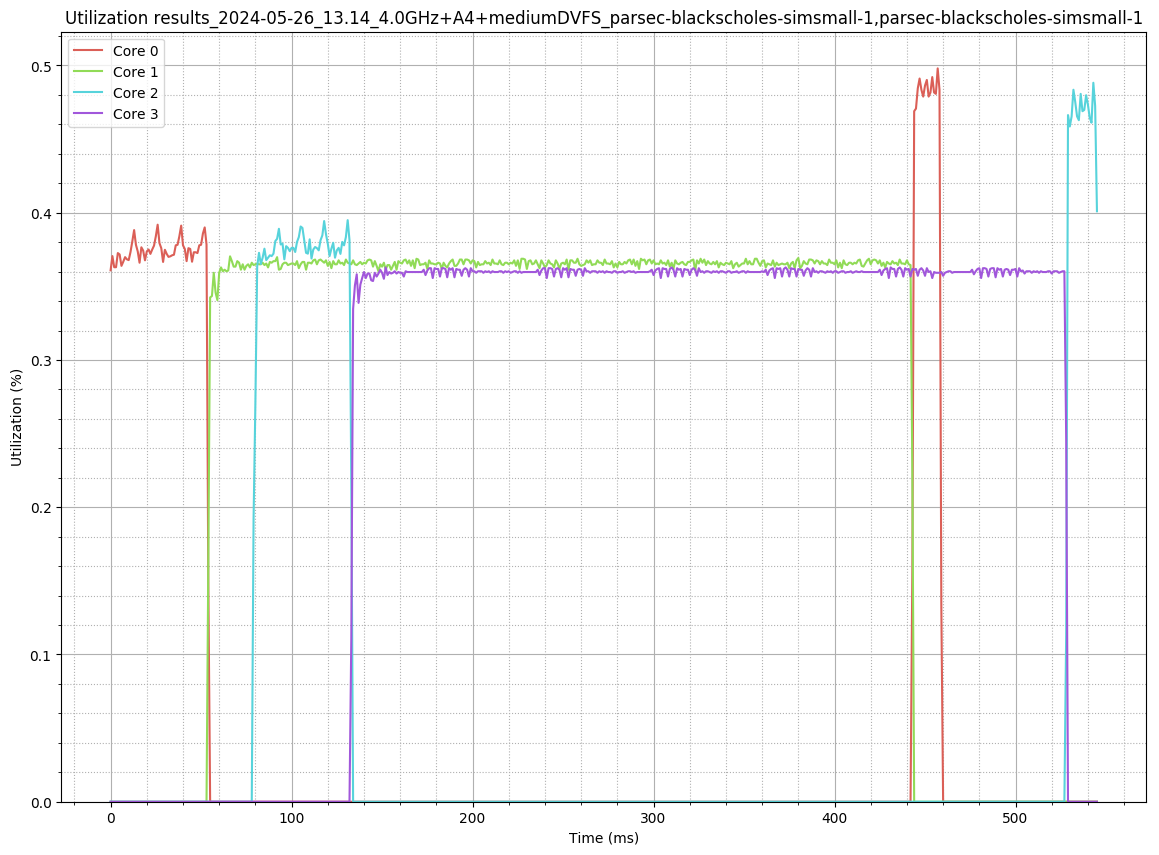 Utilization results_2024-05-26_13.14_4.0GHz+A4+mediumDVFS_parsec-blackscholes-simsmall-1,parsec-blackscholes-simsmall-1
Core 0
Core 1
Core 2
Core 3
Utilization (%)
0.5
0.4
0.3
0.2
0.1
0.0
0
100
200
300
400
500
Time (ms)